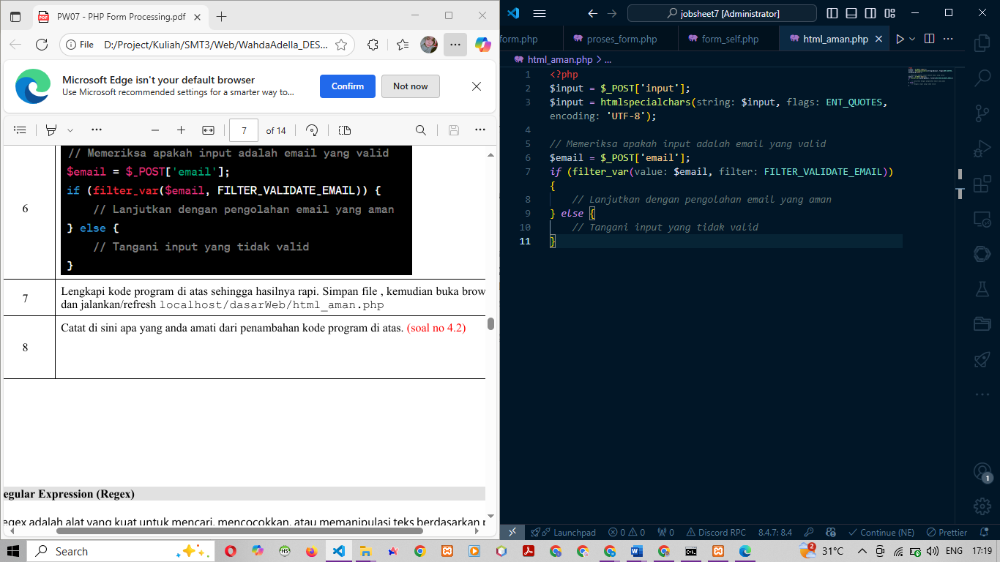 PW07 - PHP Form Processing.pdf
File
D:/Project/Kuliah/SMT3/Web/WahdaAdella_DES...
Microsoft Edge isn't your default browser
Use Microsoft recommended settings for a smarter way to...
Confirm
Not now
7 of 14
6
// Memeriksa apakah input adalah email yang valid
$email = $_POST['email'];
if (filter_var($email, FILTER_VALIDATE_EMAIL)) {
// Lanjutkan dengan pengolahan email yang aman
} else {
// Tangani input yang tidak valid
}
7
Lengkapi kode program di atas sehingga hasilnya rapi. Simpan file , kemudian buka brow
dan jalankan/refresh localhost/dasarWeb/html_aman.php
8
Catat di sini apa yang anda amati dari penambahan kode program di atas. (soal no 4.2)
egular Expression (Regex)
egex adalah alat yang kuat untuk mencari, mencocokkan, atau memanipulasi teks berdasarkan p
jobsheet7 [Administrator]
form.php
proses_form.php
form_self.php
html_aman.php
html_aman.php > ...
1 <?php
2 $input = $_POST['input'];
3 $input = htmlspecialchars(string: $input, flags: ENT_QUOTES,
encoding: 'UTF-8');
4
5 // Memeriksa apakah input adalah email yang valid
6 $email = $_POST['email'];
7 if (filter_var(value: $email, filter: FILTER_VALIDATE_EMAIL))
{
8 // Lanjutkan dengan pengolahan email yang aman
9 } else {
10 // Tangani input yang tidak valid
11 }
1
Launchpad
0 0
0
Discord RPC
8.4.7: 8.4
Continue (NE)
Prettier
Search
2
31°C
ENG
17:19